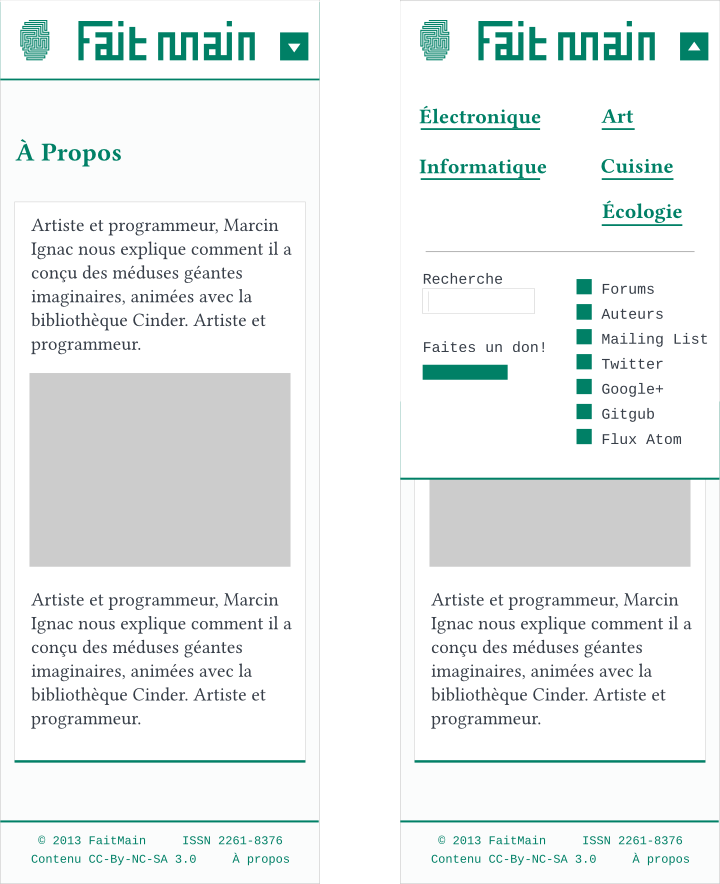 Fait main
À Propos
Artiste et programmeur, Marcin
Ignac nous explique comment il a
conçu des méduses géantes
imaginaires, animées avec la
bibliothèque Cinder. Artiste et
programmeur.
Artiste et programmeur, Marcin
Ignac nous explique comment il a
conçu des méduses géantes
imaginaires, animées avec la
bibliothèque Cinder. Artiste et
programmeur.
© 2013 FaitMain ISSN 2261-8376
Contenu CC-By-NC-SA 3.0 À propos
Fait main
Électronique Art
Informatique Cuisine
Écologie
Recherche
Faites un don!
Forums
Auteurs
Mailing List
Twitter
Google+
Gitgub
Flux Atom
Artiste et programmeur, Marcin
Ignac nous explique comment il a
conçu des méduses géantes
imaginaires, animées avec la
bibliothèque Cinder. Artiste et
programmeur.
© 2013 FaitMain ISSN 2261-8376
Contenu CC-By-NC-SA 3.0 À propos